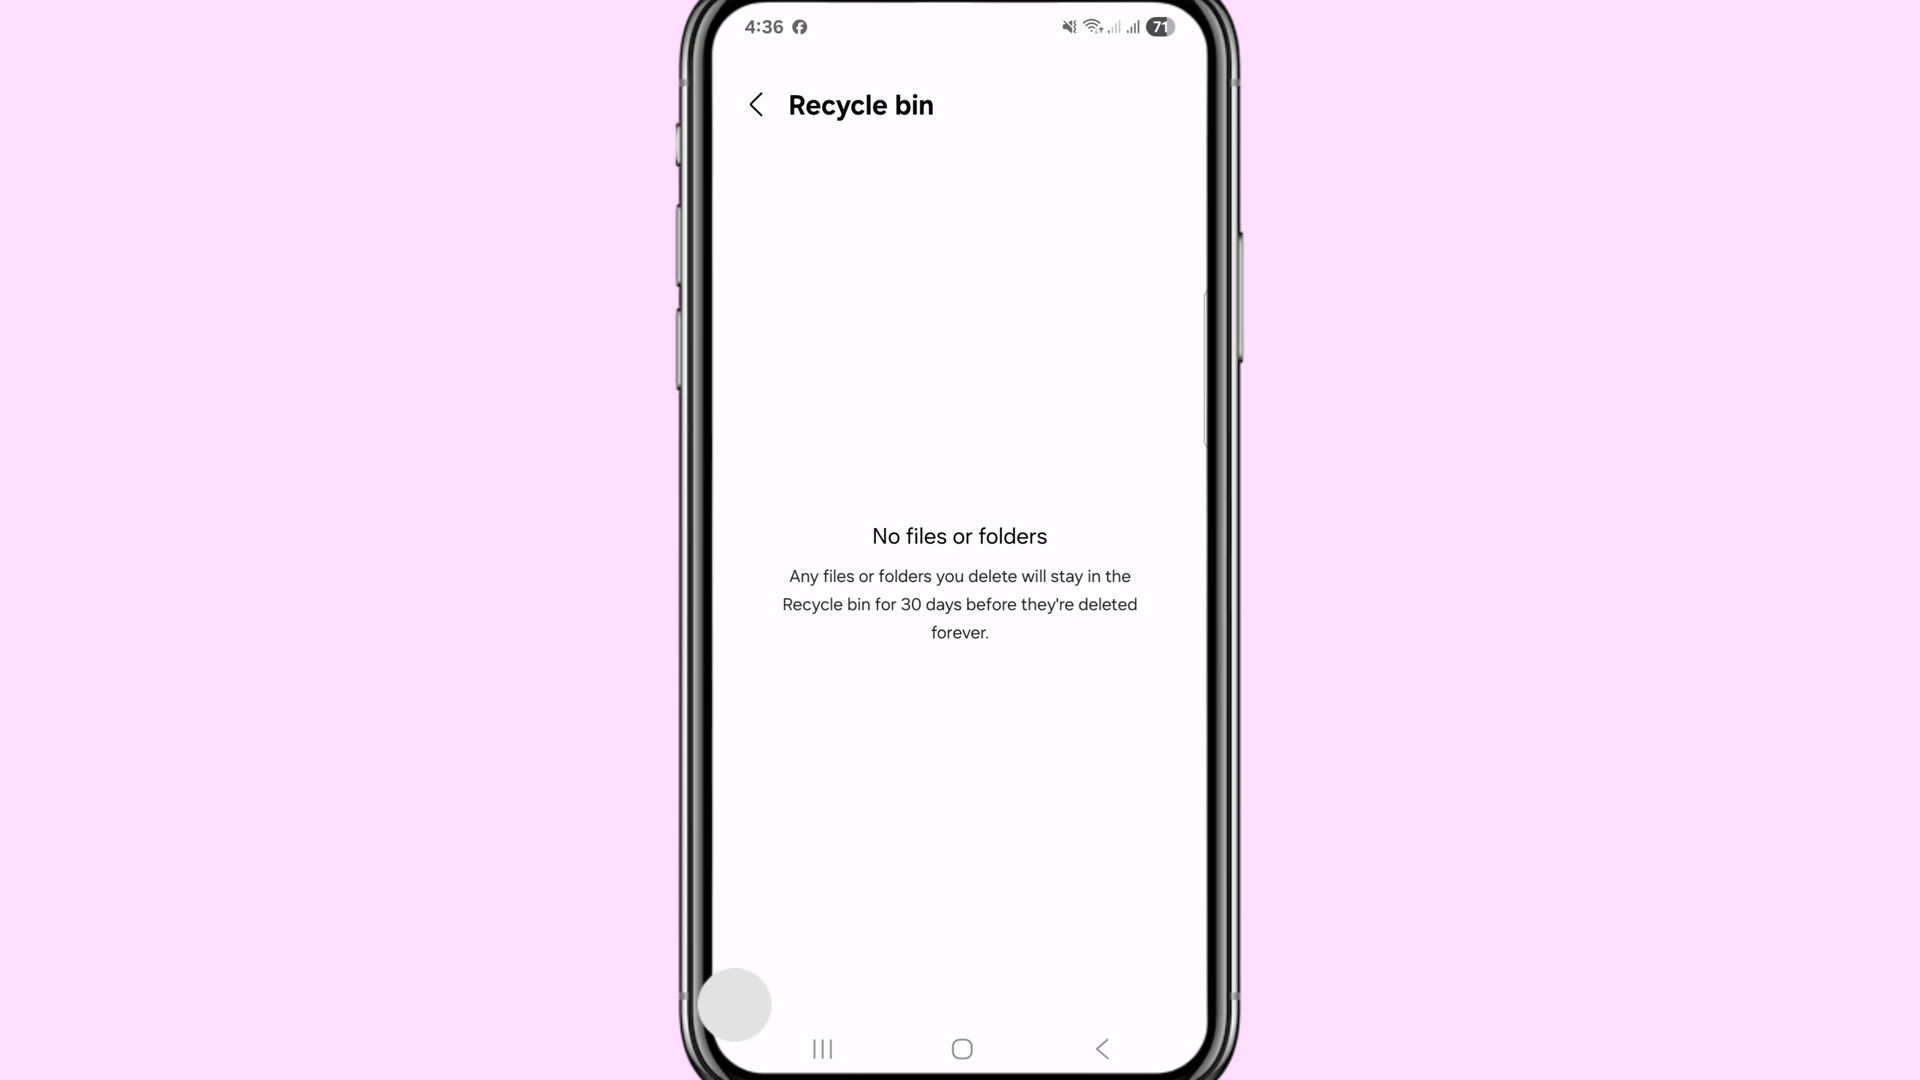 4:36
71
Recycle bin
No files or folders
Any files or folders you delete will stay in the
Recycle bin for 30 days before they're deleted
forever.